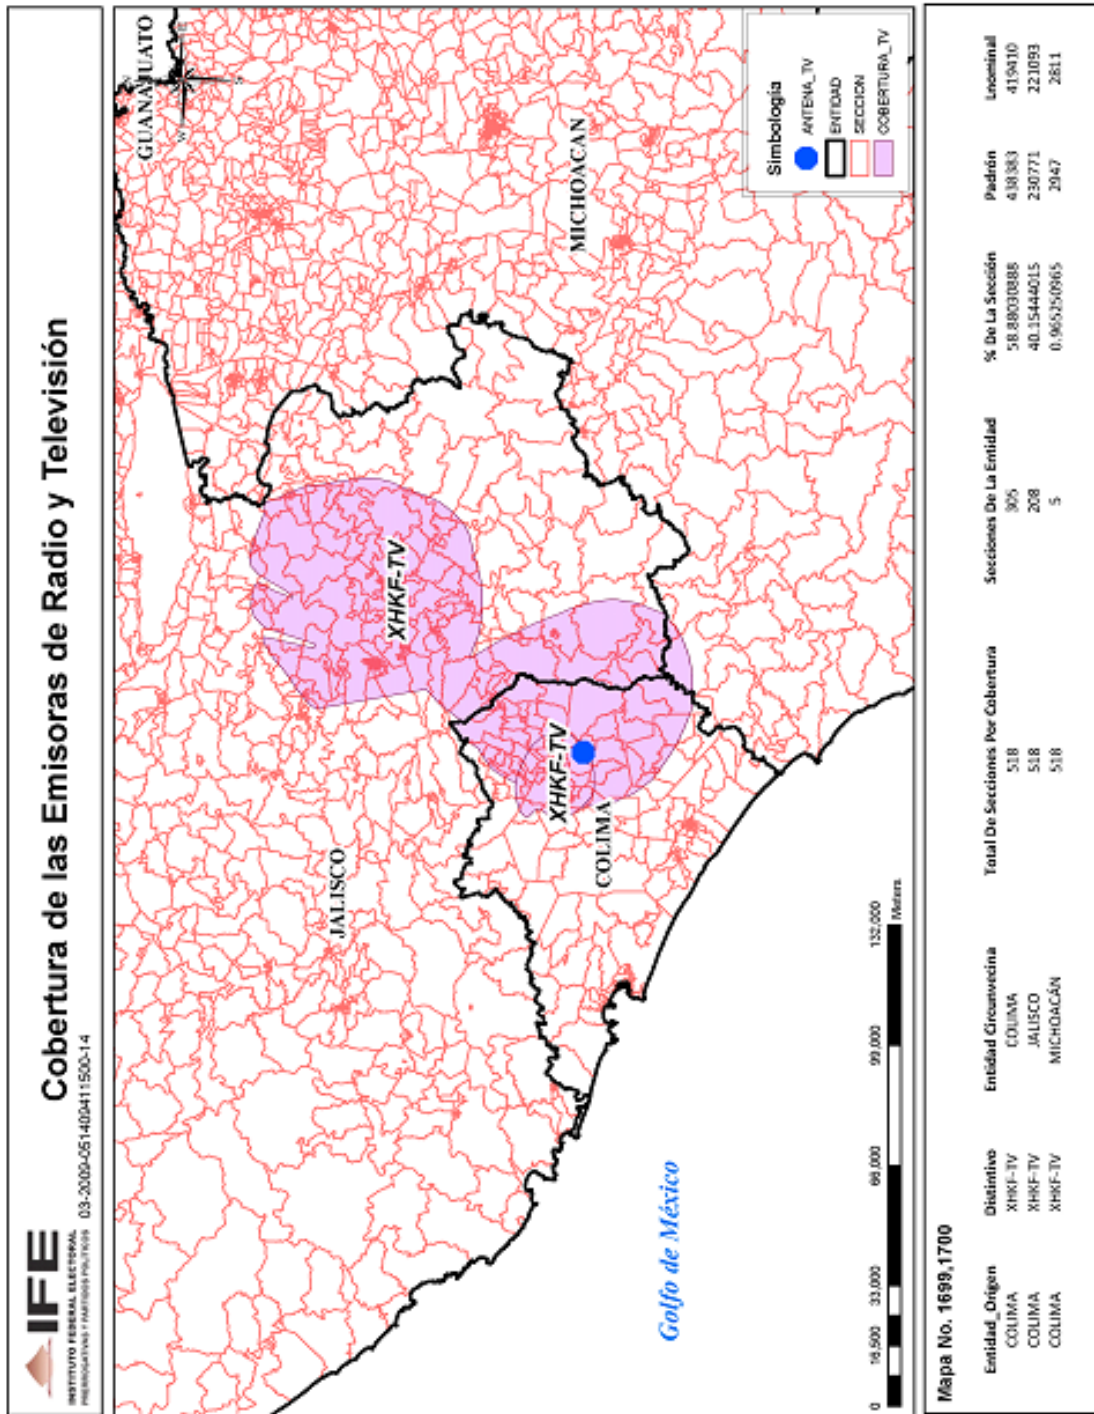 Cobertura de las Emisoras de Radio y Televisión
IFE
INSTITUTO FEDERAL ELECTORAL
PRERROGATIVAS Y PARTIDOS POLITICOS
03-2009-051409411500-14
GUANAJUATO
N
E
S
W
MICHOACAN
JALISCO
COLIMA
XHKF-TV
XHKF-TV
Golfo de México
Simbología
ANTENA_TV
ENTIDAD
SECCION
COBERTURA_TV
0 16,500 33,000 66,000 99,000 132,000
Meters
Mapa No. 1699,1700
Entidad_Origen Distintivo Entidad Circunvecina Total De Secciones Por Cobertura Secciones De La Entidad % De La Sección Padrón Lnominal
COLIMA XHKF-TV COLIMA 518 305 58.88030888 438383 419410
COLIMA XHKF-TV JALISCO 518 208 40.15444015 230771 221093
COLIMA XHKF-TV MICHOACÁN 518 5 0.965250965 2947 2811